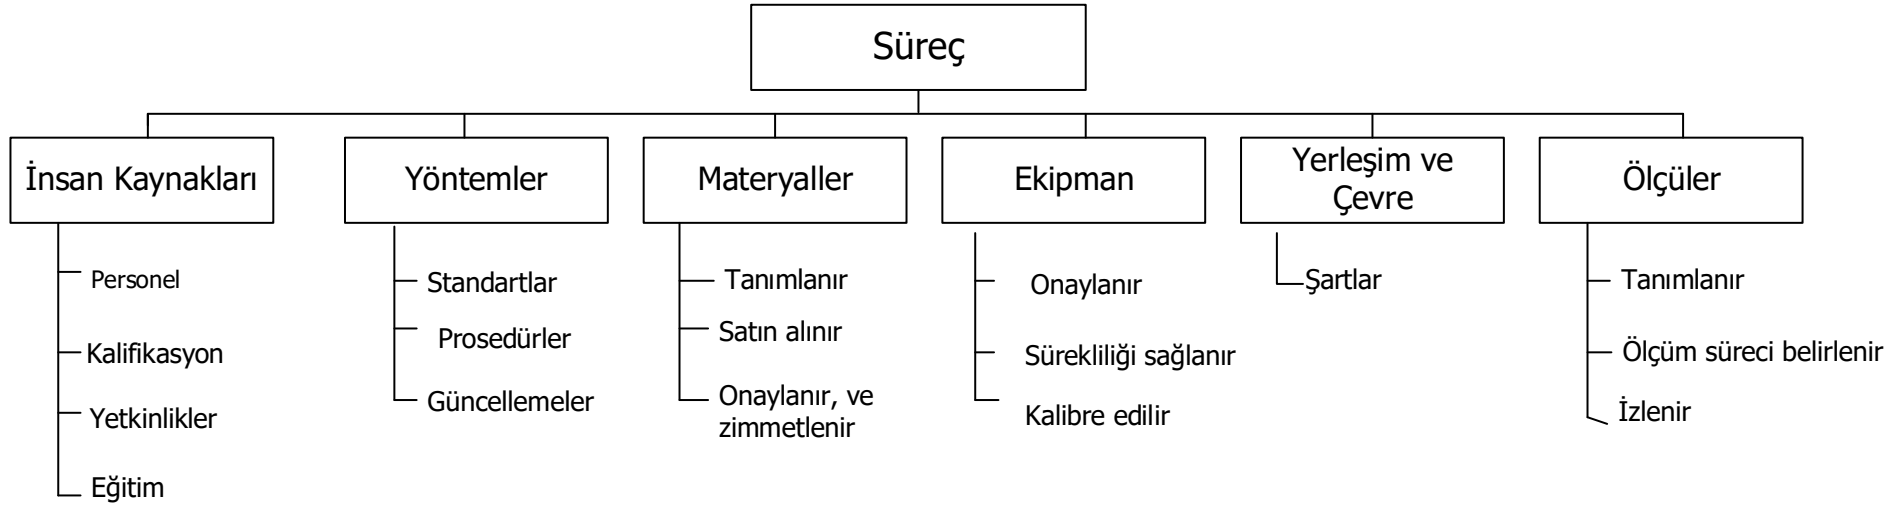 Süreç
İnsan Kaynakları
Personel
Kalifikasyon
Yetkinlikler
Eğitim
Yöntemler
Standartlar
Prosedürler
Güncellemeler
Materyaller
Tanımlanır
Satın alınır
Onaylanır, ve
zimmetlenir
Ekipman
Onaylanır
Sürekliliği sağlanır
Kalibre edilir
Yerleşim ve
Çevre
Şartlar
Ölçüler
Tanımlanır
Ölçüm süreci belirlenir
İzlenir